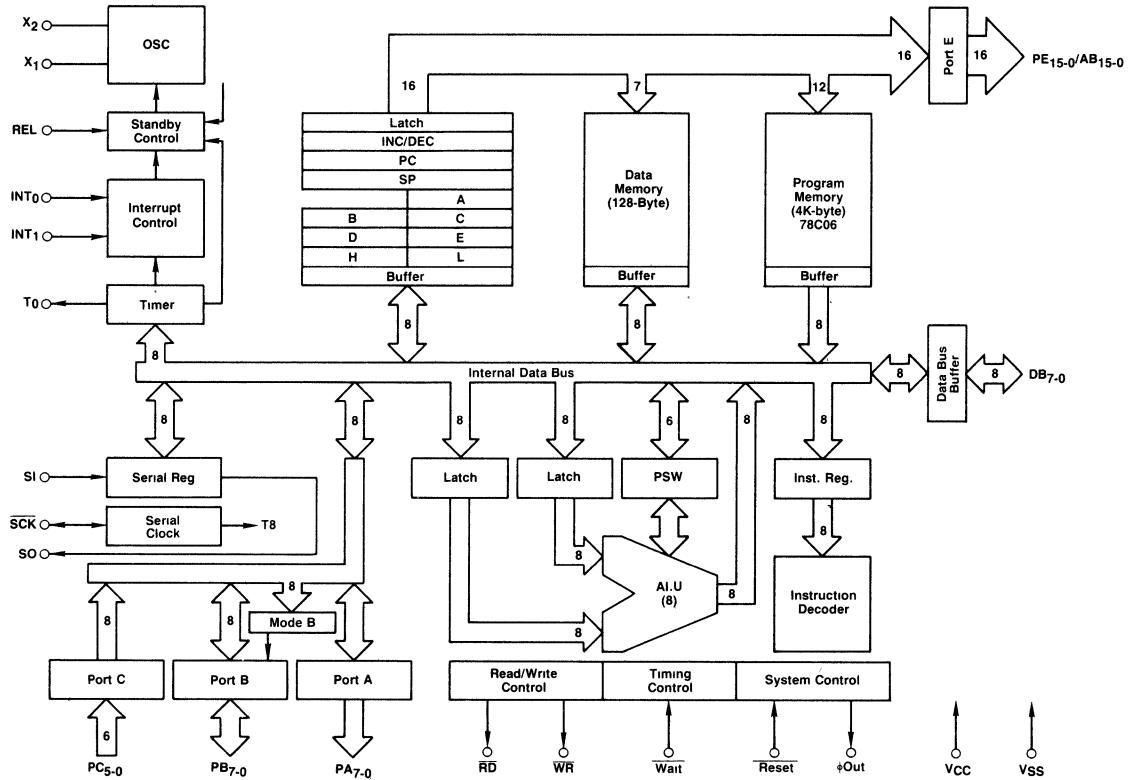 X2
OSC
X1
REL
Standby
Control
INT0
Interrupt
Control
INT1
T0
Timer
8
16
Latch
INC/DEC
PC
SP
A
B C
D E
H L
Buffer
8
7
Data
Memory
(128-Byte)
Buffer
8
12
Program
Memory
(4K-byte)
78C06
Buffer
8
16
Port E
16
PE15-0/AB15-0
Internal Data Bus
8
Data Bus
Buffer
8
DB7-0
8
8
8
8
6
8
8
SI
Serial Reg
SCK
Serial
Clock
T8
SO
Latch
Latch
PSW
Inst. Reg.
8
8
8
AI.U
(8)
8
Instruction
Decoder
8
8
8
Mode B
Port C
Port B
Port A
6
PC5-0
PB7-0
PA7-0
Read/Write
Control
Timing
Control
System Control
RD
WR
Wait
Reset
ϕOut
VCC
VSS